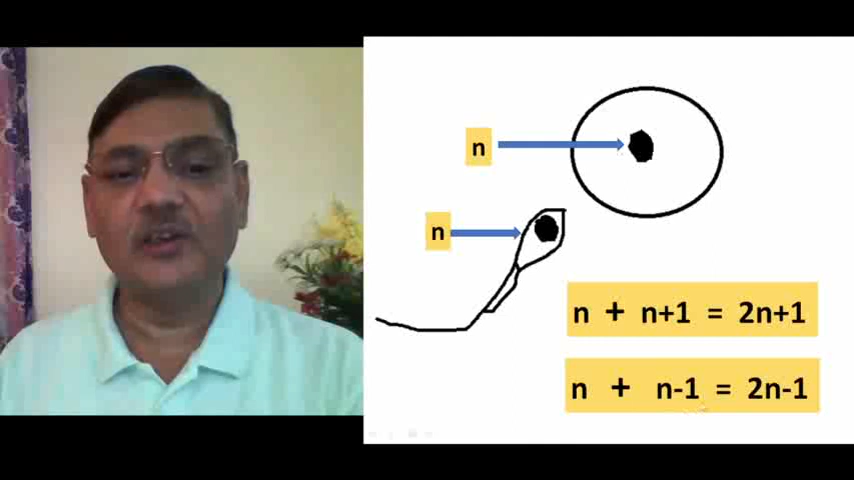 n
n
n + n+1 = 2n+1
n + n-1 = 2n-1